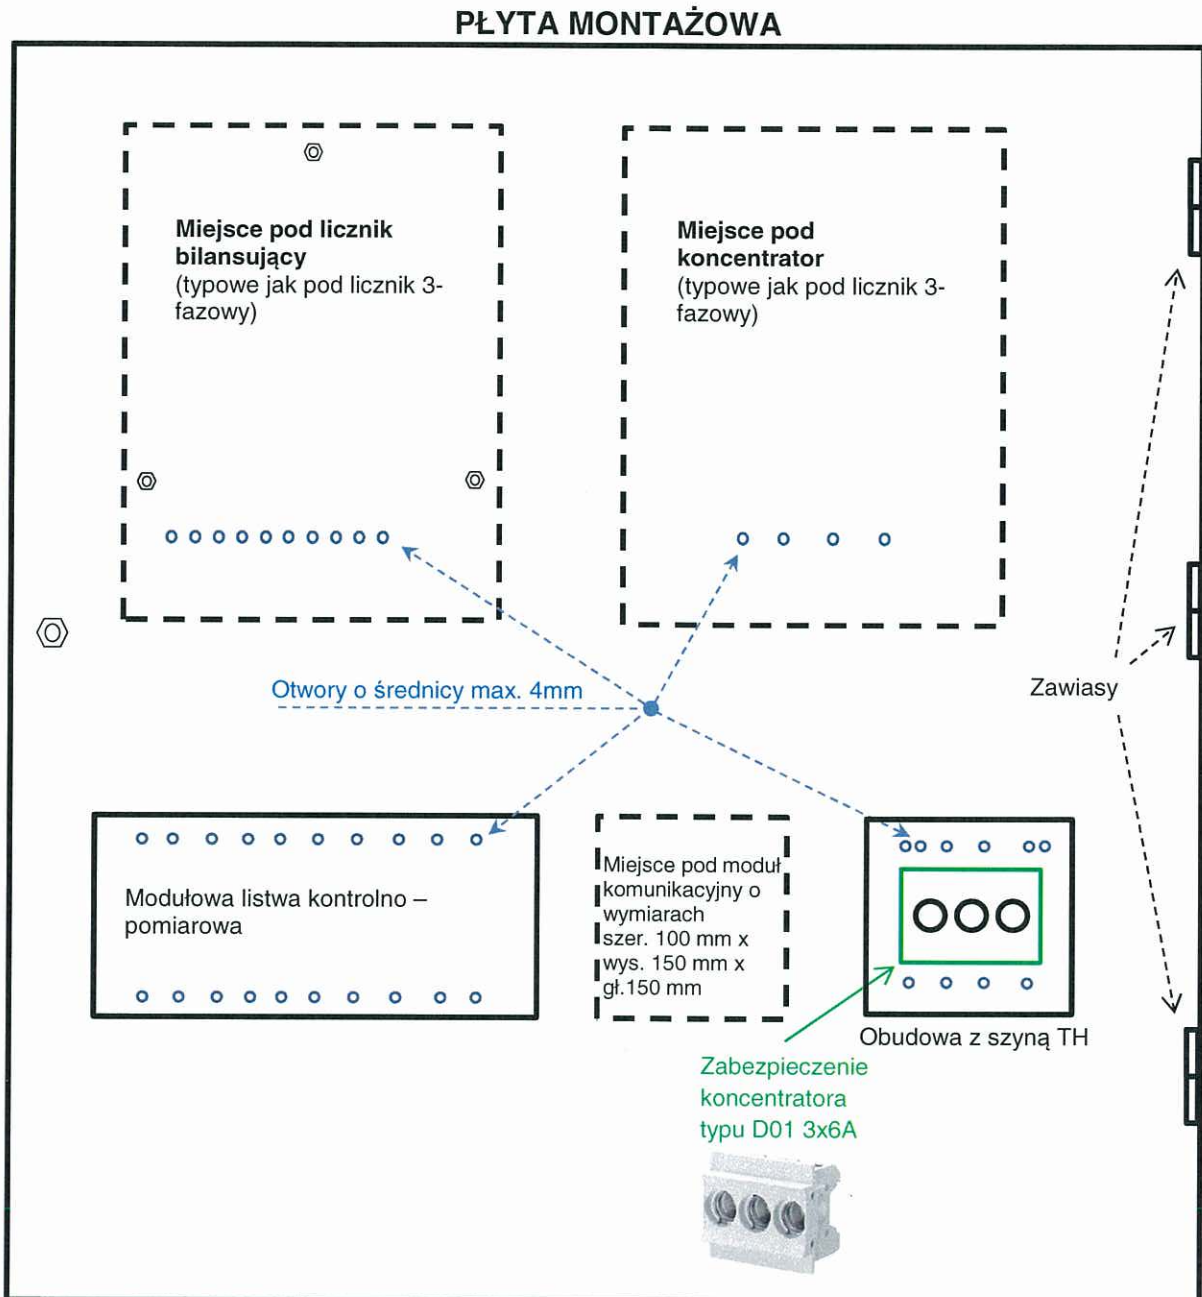 PŁYTA MONTAŻOWA
Miejsce pod licznik
bilansujący
(typowe jak pod licznik 3-
fazowy)
Miejsce pod
koncentrator
(typowe jak pod licznik 3-
fazowy)
Otwory o średnicy max. 4mm
Zawiasy
Modułowa listwa kontrolno –
pomiarowa
Miejsce pod moduł
komunikacyjny o
wymiarach
szer. 100 mm x
wys. 150 mm x
gł.150 mm
Obudowa z szyną TH
Zabezpieczenie
koncentratora
typu D01 3x6A